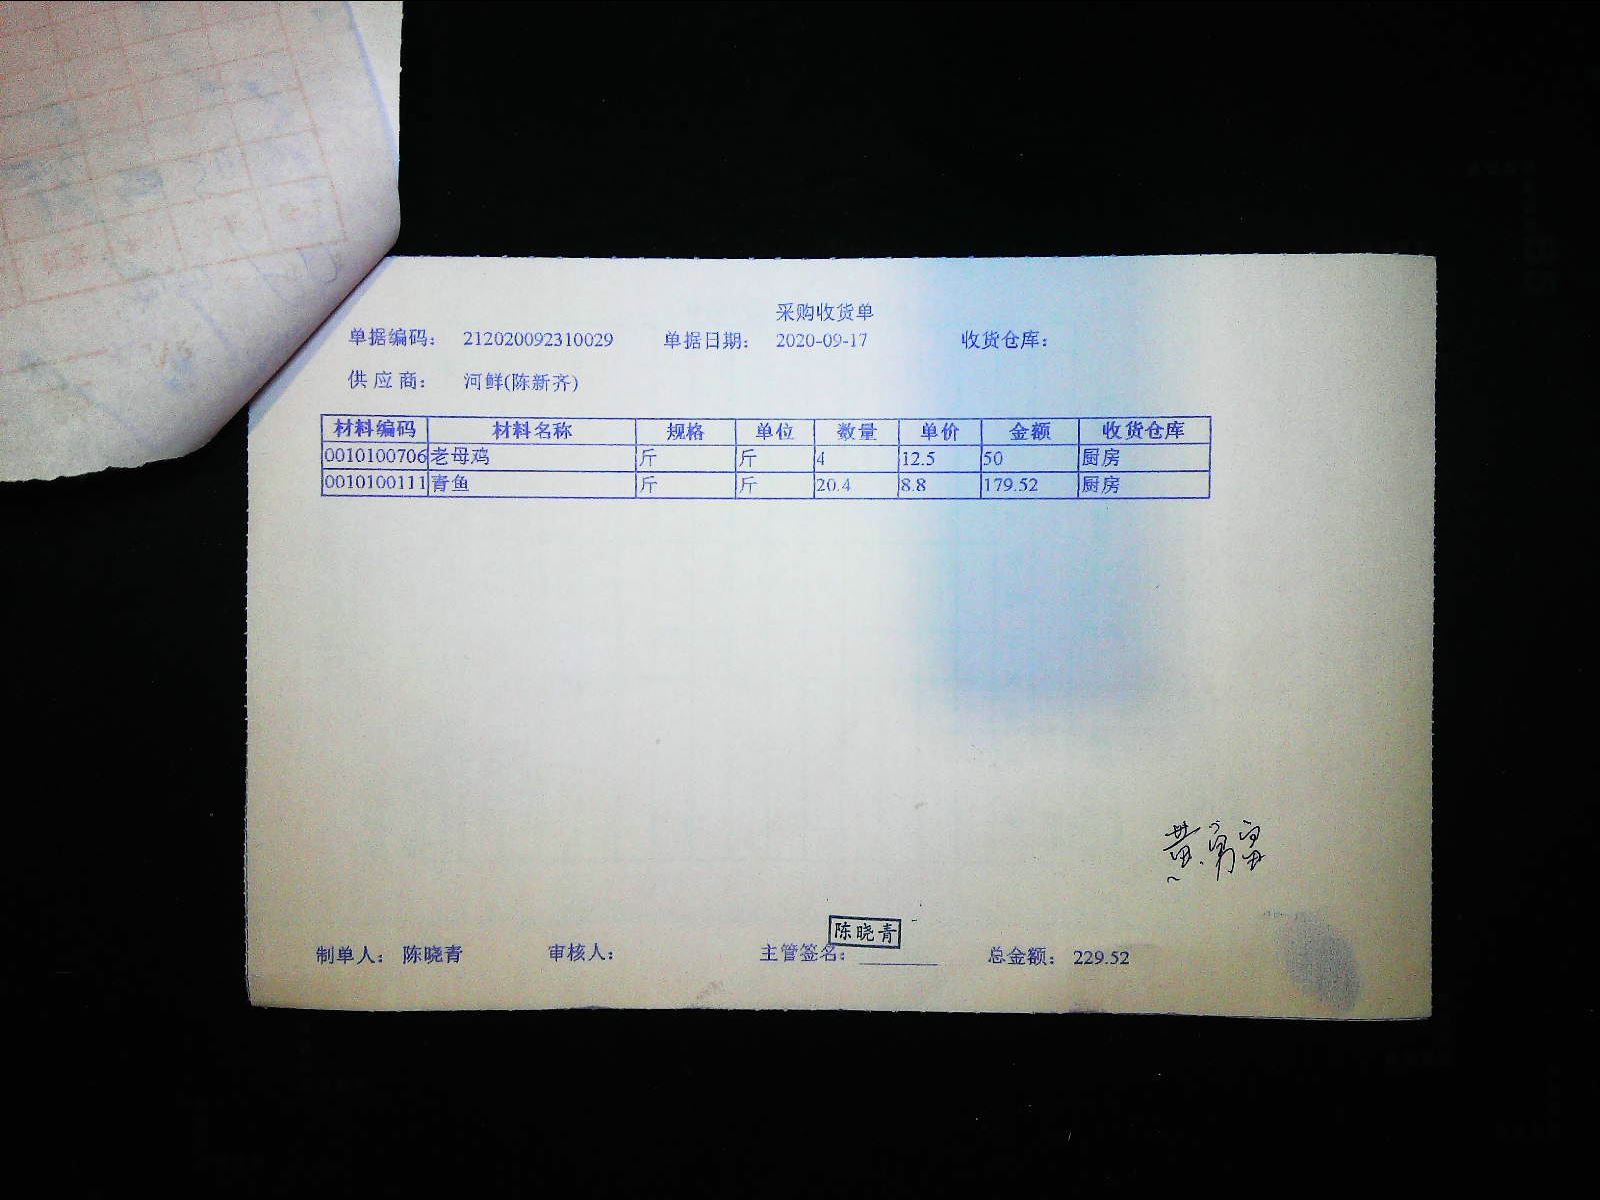 采购收货单
单据编码： 212020092310029 单据日期： 2020-09-17 收货仓库：
供应商： 河鲜(陈新齐)
材料编码 材料名称 规格 单位 数量 单价 金额 收货仓库
0010100706 老母鸡 斤 斤 4 12.5 50 厨房
0010100111 青鱼 斤 斤 20.4 8.8 179.52 厨房
陈晓青
制单人： 陈晓青 审核人： 主管签名： 总金额： 229.52